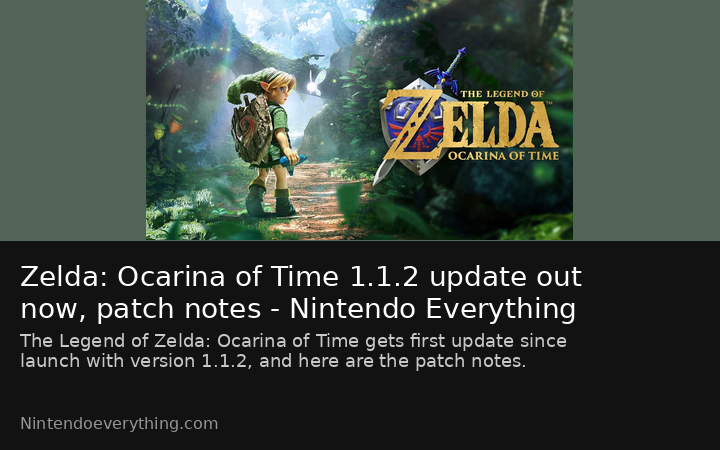 THE LEGEND OF
ZELDA™
OCARINA OF TIME
Zelda: Ocarina of Time 1.1.2 update out
now, patch notes - Nintendo Everything
The Legend of Zelda: Ocarina of Time gets first update since
launch with version 1.1.2, and here are the patch notes.
Nintendoeverything.com